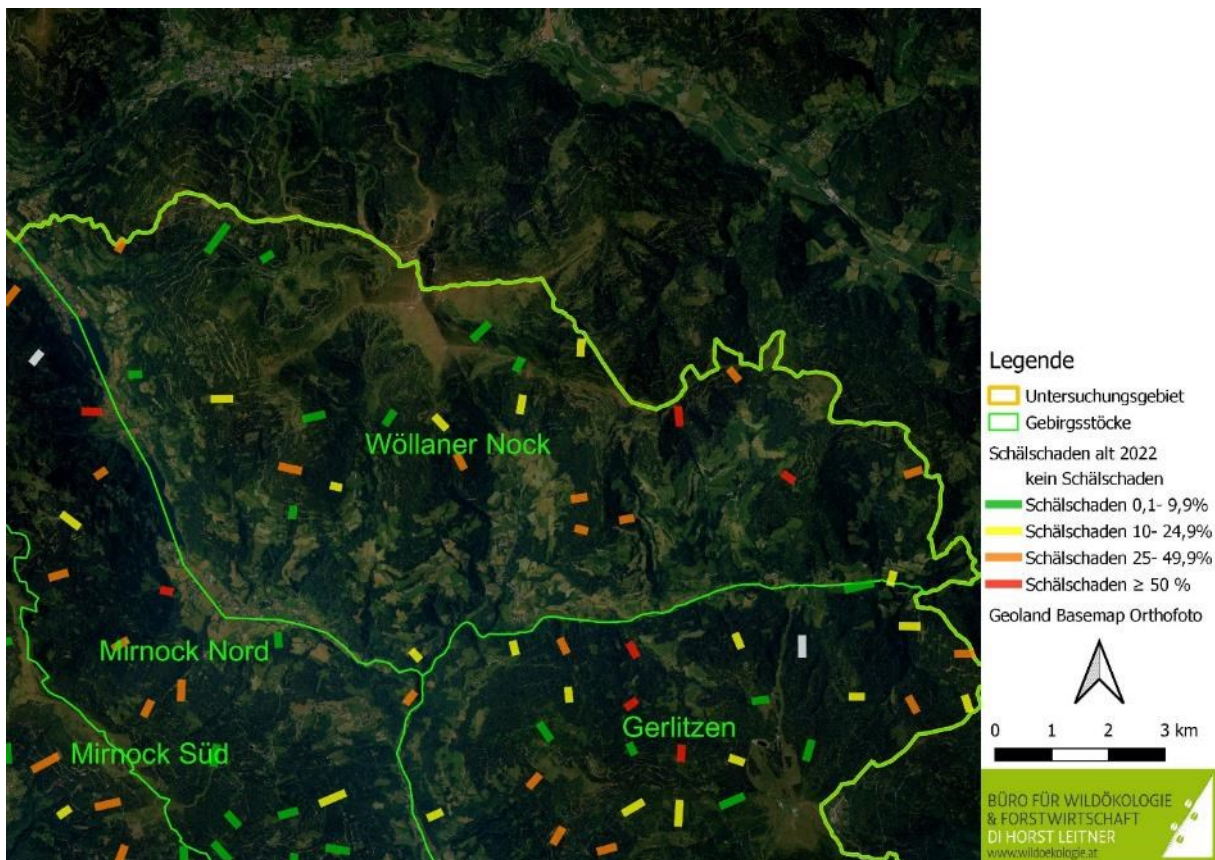 Wöllaner Nock
Mirnock Nord
Gerlitzen
Mirnock Süd
Legende
Untersuchungsgebiet
Gebirgsstöcke
Schälschaden alt 2022
kein Schälschaden
Schälschaden 0,1- 9,9%
Schälschaden 10- 24,9%
Schälschaden 25- 49,9%
Schälschaden ≥ 50 %
Geoland Basemap Orthofoto
0 1 2 3 km
BÜRO FÜR WILDÖKOLOGIE
& FORSTWIRTSCHAFT
DI HORST LEITNER
www.wildoekologie.at